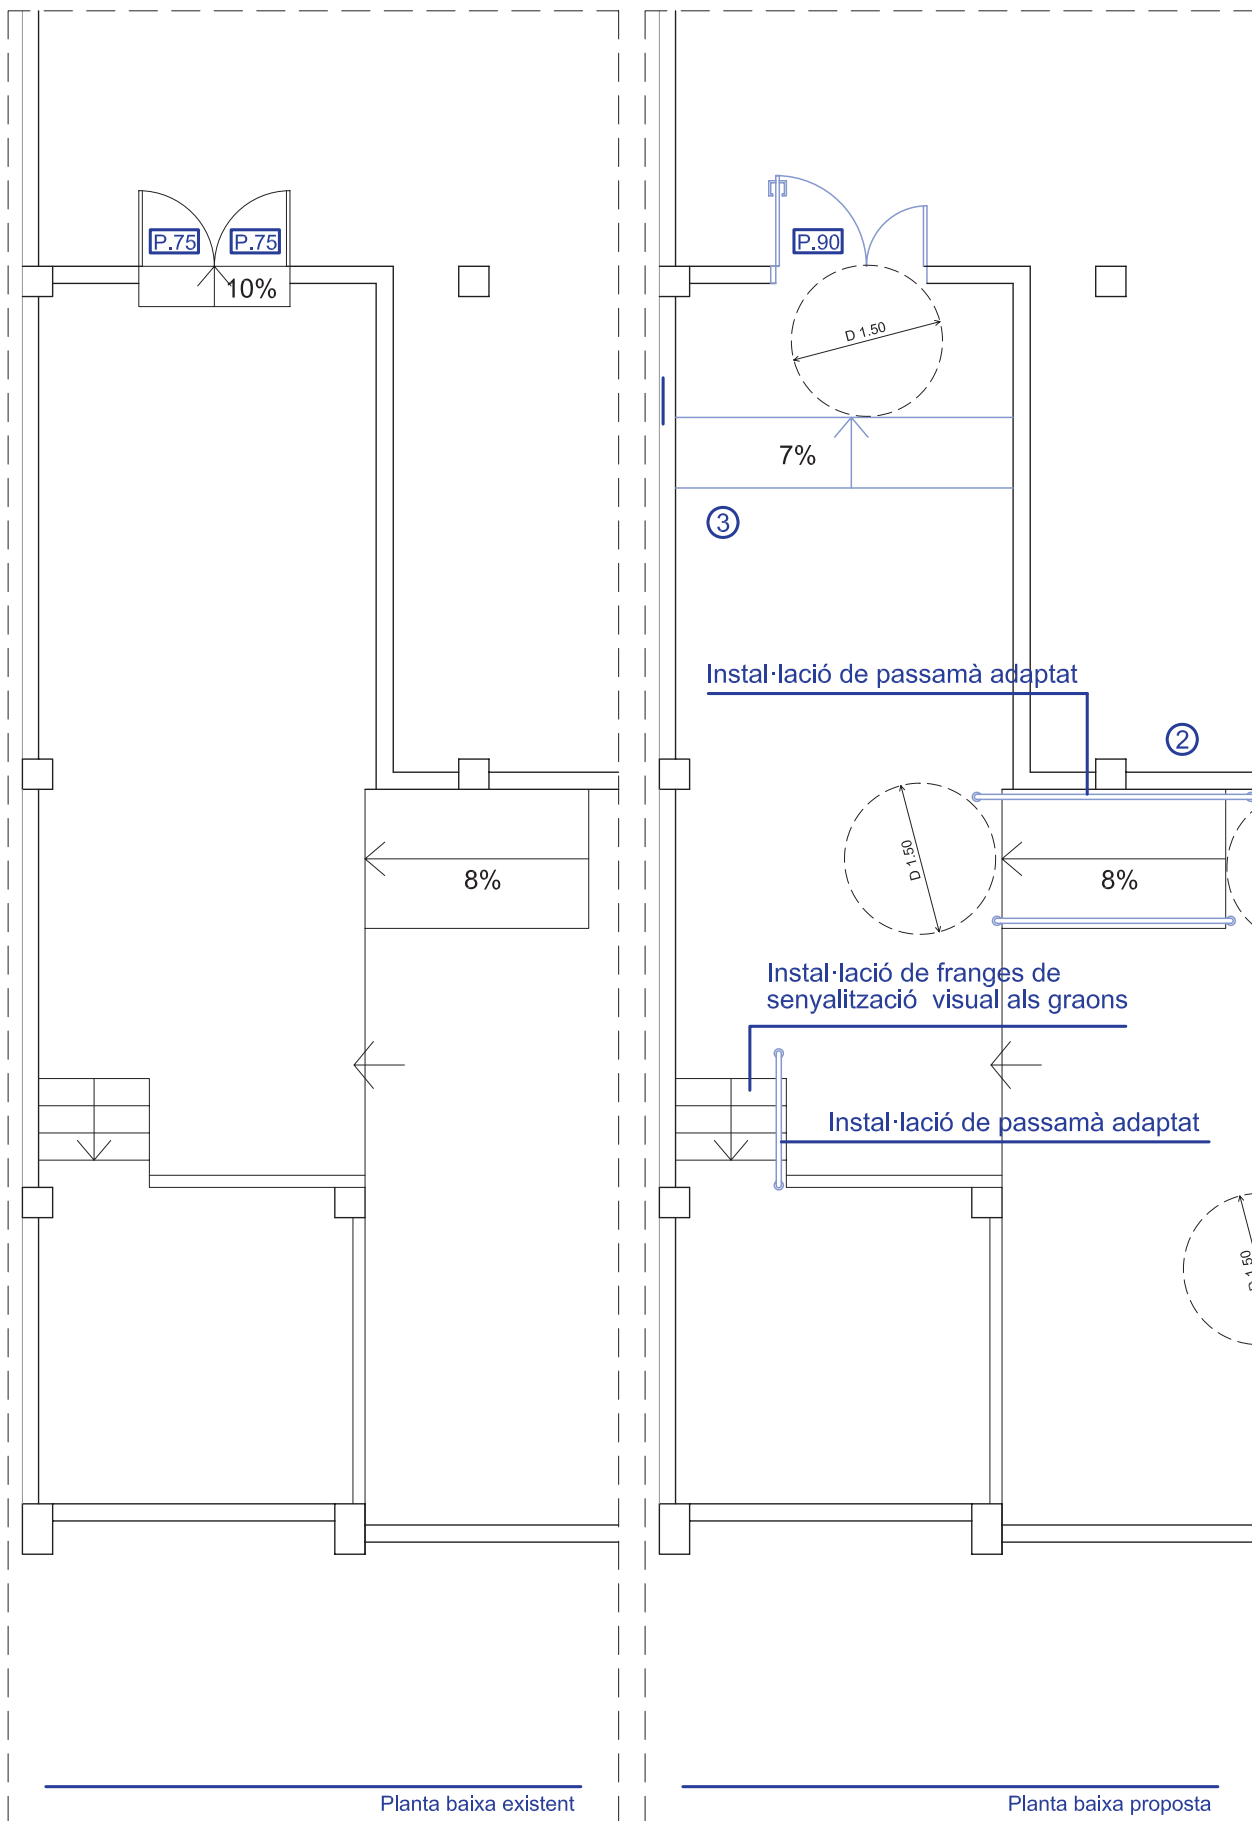 P.75
P.75
10%
8%
Planta baixa existent
P.90
D 1.50
7%
3
Instal·lació de passamà adaptat
2
D 1.50
8%
Instal·lació de franges de
senyalització visual als graons
Instal·lació de passamà adaptat
D 1.50
Planta baixa proposta